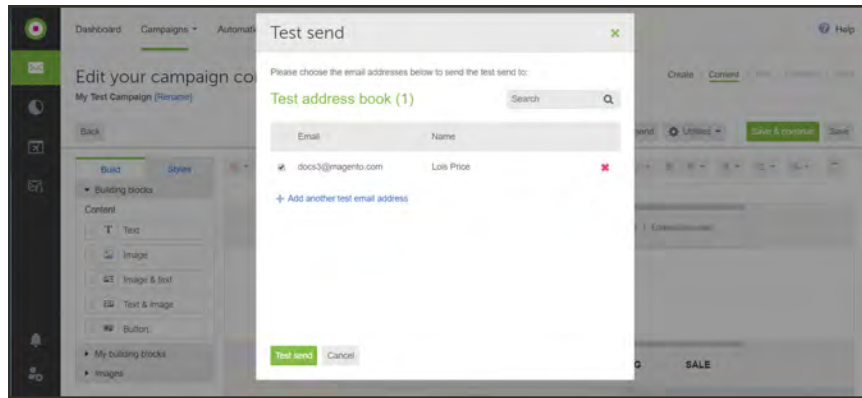 Dashboard Campaigns Automati
Help
Test send
Edit your campaign co
My Test Campaign (Rename)
Create Content
Please choose the email addresses below to send the test send to:
Test address book (1)
Search
Back
send Utilities Save & continue Save
Email Name
docs3@magento.com Lois Price
+ Add another test email address
Build Styles
Building blocks
Content
T Text
Image
Image & text
Text & image
Button
My building blocks
Images
Test send Cancel
G SALE